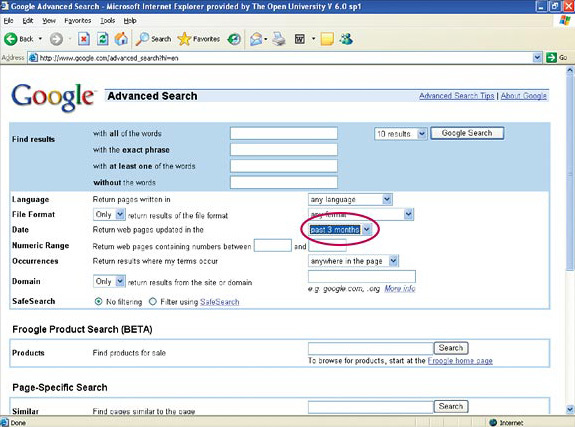 Google Advanced Search - Microsoft Internet Explorer provided by The Open University V 6.0 sp1
File Edit View Favorites Tools Help
Back Search Favorites
Address http://www.google.com/advanced_search?hl=en Go
Google Advanced Search Advanced Search Tips | About Google
Find results with all of the words 10 results Google Search
with the exact phrase
with at least one of the words
without the words
Language Return pages written in any language
File Format Only return results of the file format any format
Date Return web pages updated in the past 3 months
Numeric Range Return web pages containing numbers between and
Occurrences Return results where my terms occur anywhere in the page
Domain Only return results from the site or domain
e.g. google.com, .org More info
SafeSearch No filtering Filter using SafeSearch
Froogle Product Search (BETA)
Products Find products for sale Search
To browse for products, start at the Froogle home page
Page-Specific Search
Similar Find pages similar to the page Search
Done Internet